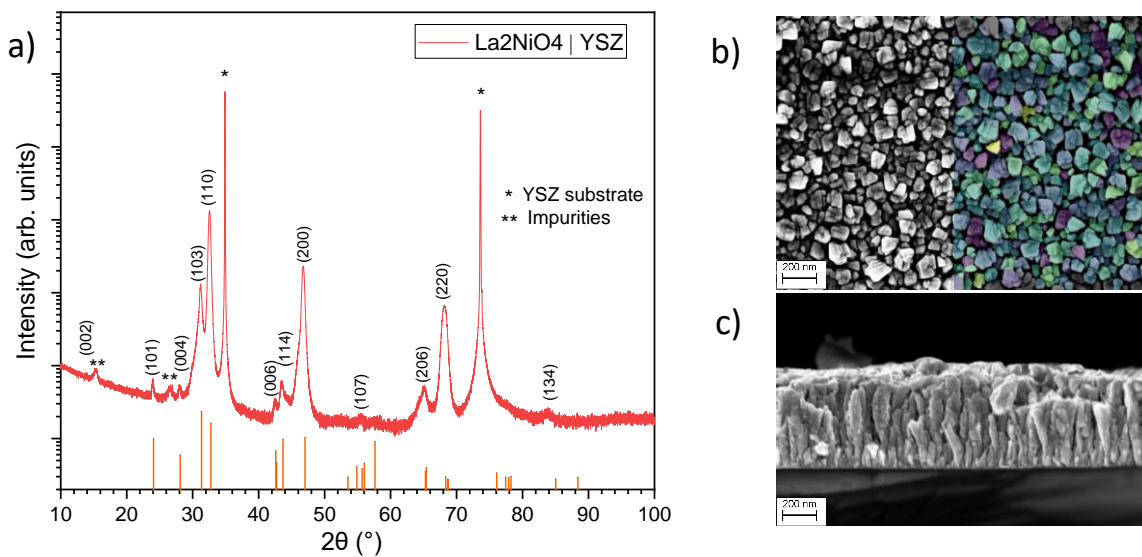 a)
Intensity (arb. units)
La2NiO4 | YSZ
*
*
* YSZ substrate
** Impurities
(002)
**
(101)
**
(004)
(103)
(110)
(006)
(114)
(200)
(107)
(206)
(220)
(134)
10 20 30 40 50 60 70 80 90 100
2θ (°)
b)
200 nm
c)
200 nm